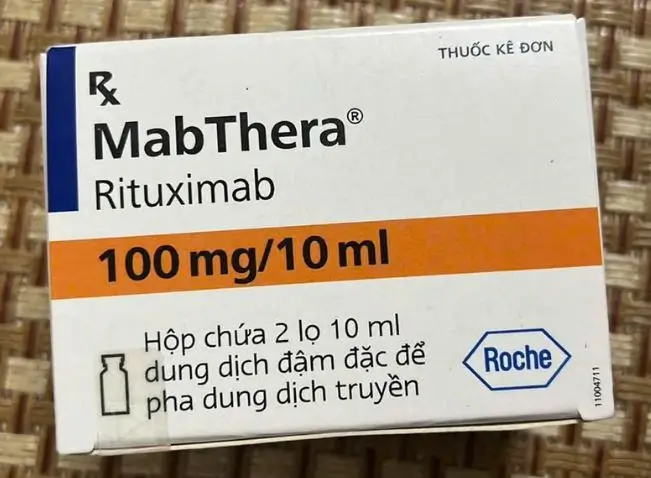 THUỐC KÊ ĐƠN
Rx
MabThera®
Rituximab
100 mg/10 ml
Hộp chứa 2 lọ 10 ml
dung dịch đậm đặc để
pha dung dịch truyền
Roche
11004711